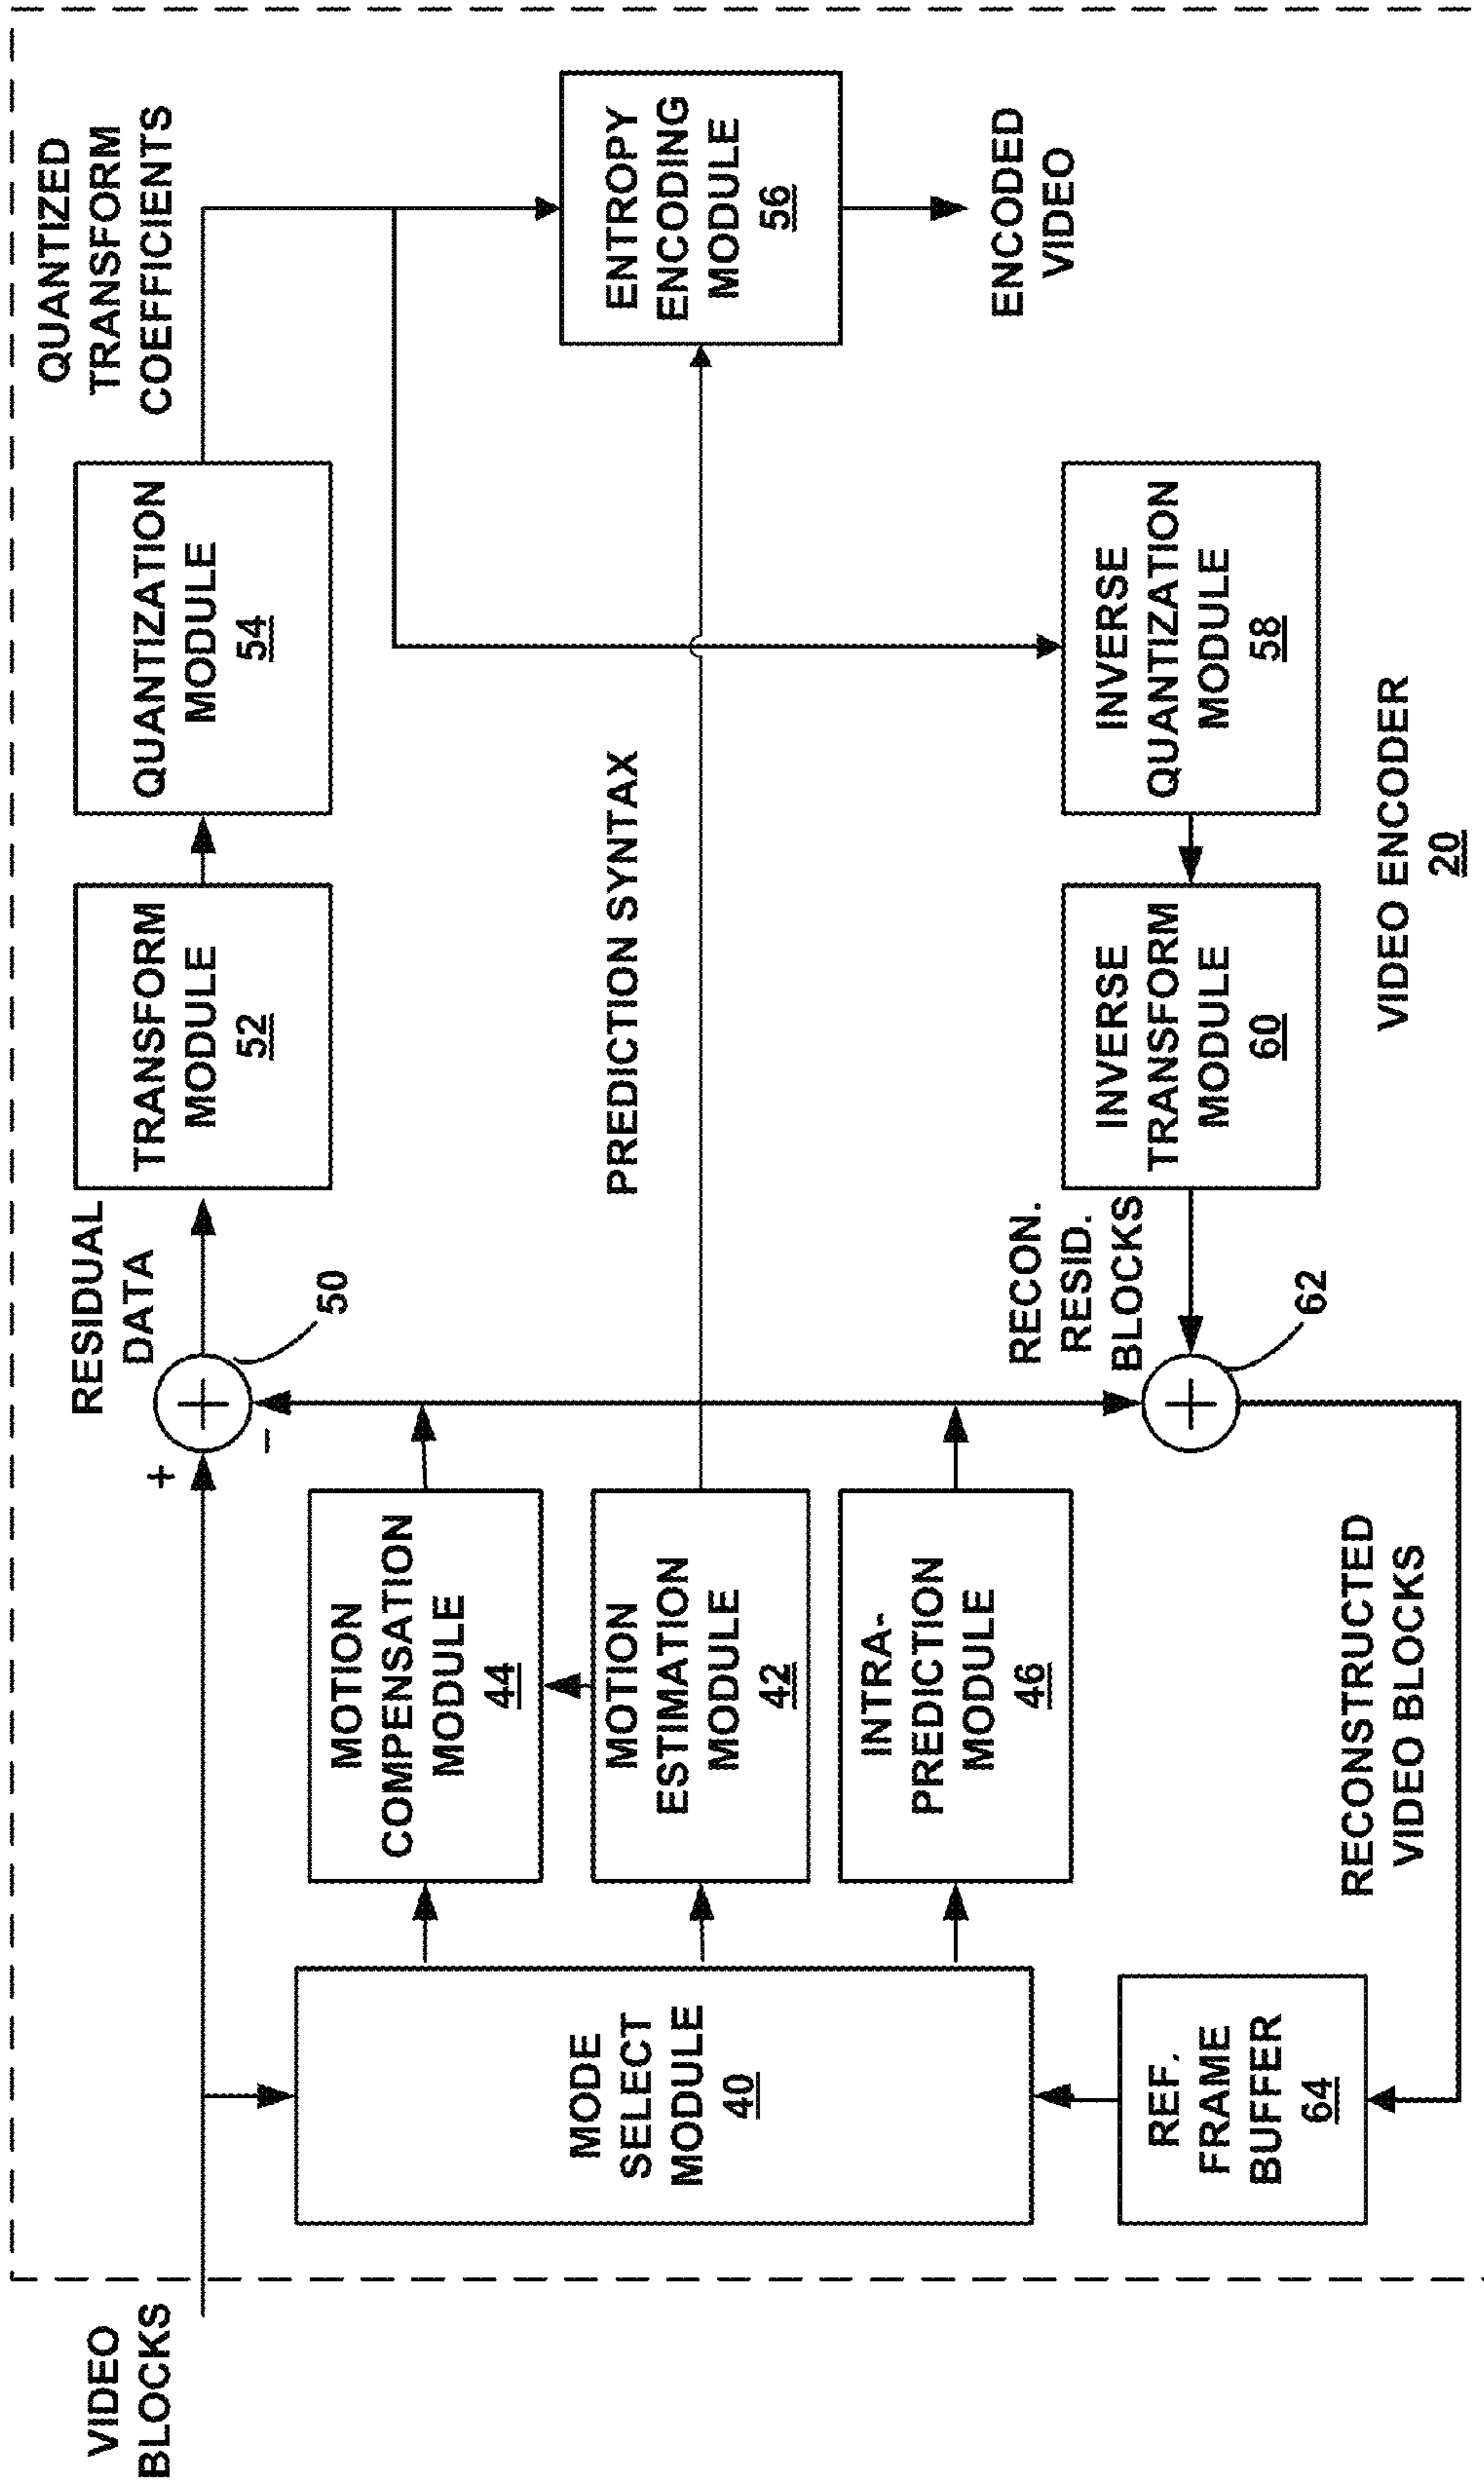 VIDEO
BLOCKS
+
-
50
RESIDUAL
DATA
TRANSFORM
MODULE
52
QUANTIZATION
MODULE
54
QUANTIZED
TRANSFORM
COEFFICIENTS
MODE
SELECT
MODULE
40
MOTION
COMPENSATION
MODULE
44
MOTION
ESTIMATION
MODULE
42
INTRA-
PREDICTION
MODULE
46
PREDICTION SYNTAX
ENTROPY
ENCODING
MODULE
56
ENCODED
VIDEO
REF.
FRAME
BUFFER
64
RECONSTRUCTED
VIDEO BLOCKS
62
RECON.
RESID.
BLOCKS
INVERSE
TRANSFORM
MODULE
60
INVERSE
QUANTIZATION
MODULE
58
VIDEO ENCODER
20